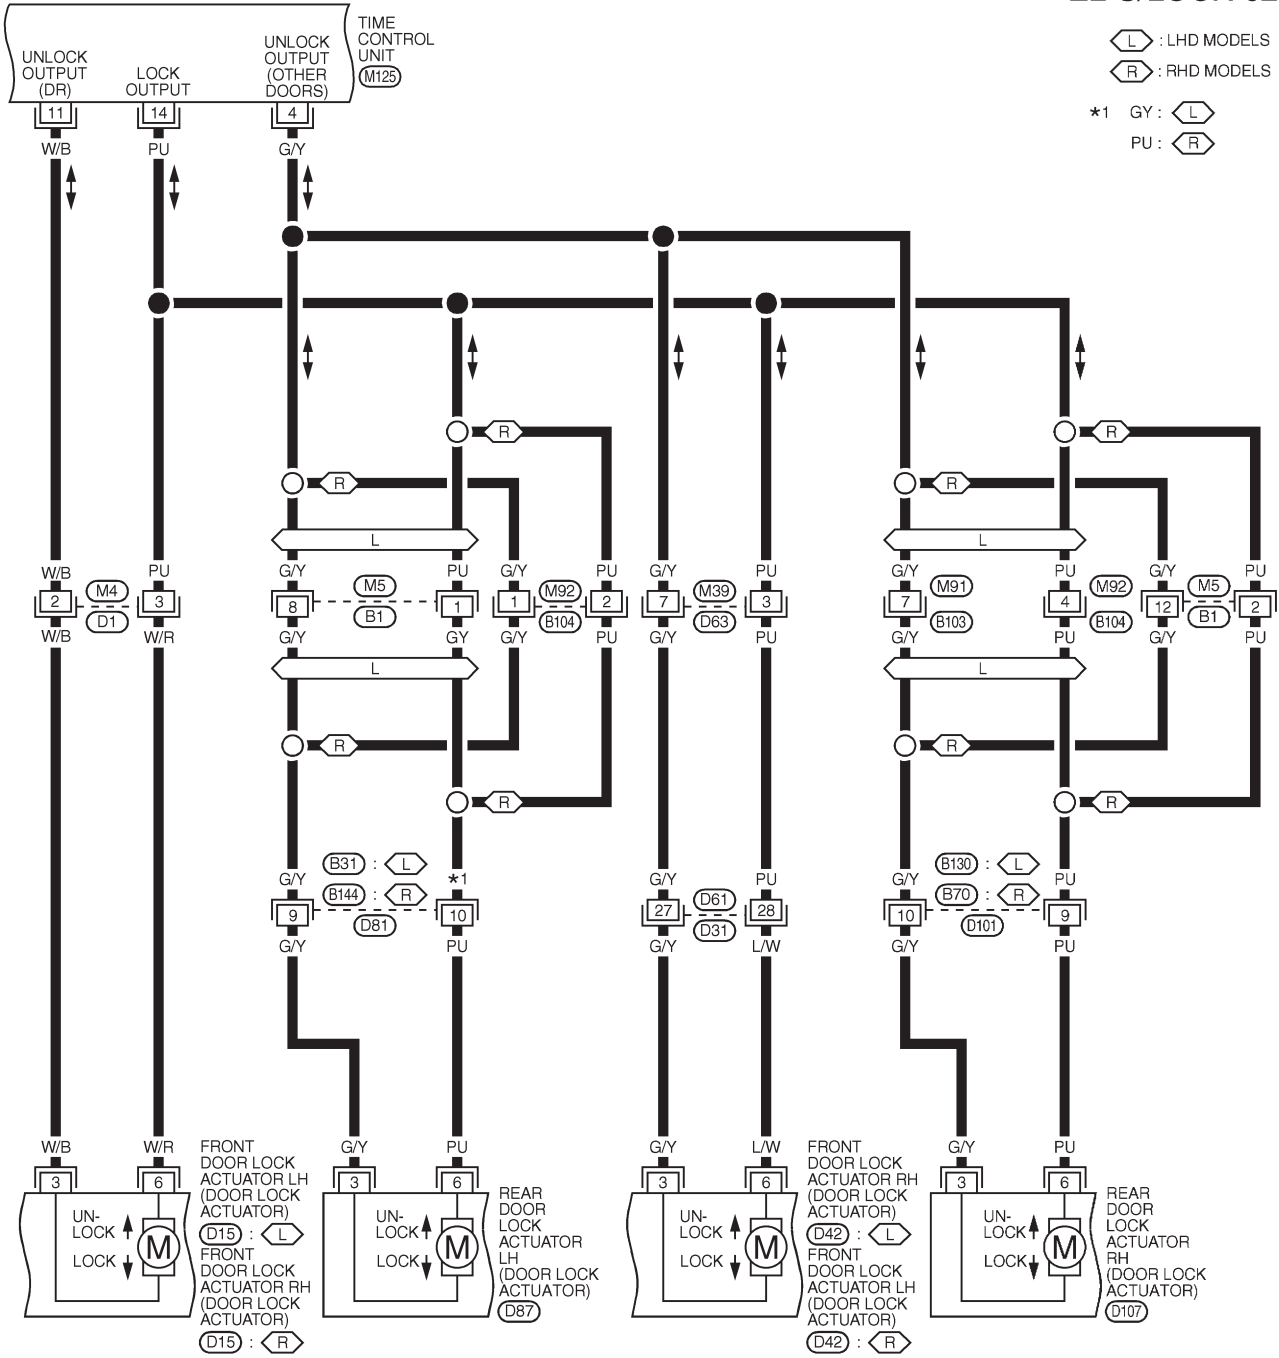 TIME
CONTROL
UNIT
M125
UNLOCK
OUTPUT
(DR)
LOCK
OUTPUT
UNLOCK
OUTPUT
(OTHER
DOORS)
L : LHD MODELS
R : RHD MODELS
*1 GY : L
PU : R
11 14 4
W/B PU G/Y
R R
R R
L L
W/B PU G/Y PU G/Y PU G/Y PU G/Y PU G/Y PU
M4 M5 M92 M39 M91 M92 M5
2 3 8 1 1 2 7 3 7 4 12 2
D1 B1 B104 D63 B103 B104 B1
W/B W/R G/Y GY G/Y PU G/Y PU G/Y PU G/Y PU
L L
R R
R R
B31 : L B130 : L
G/Y *1 G/Y PU G/Y PU
B144 : R D61 B70 : R
9 10 27 28 10 9
D81 D31 D101
G/Y PU G/Y L/W G/Y PU
W/B W/R G/Y PU G/Y L/W G/Y PU
3 6 3 6 3 6 3 6
UN-
LOCK
LOCK
M
FRONT
DOOR LOCK
ACTUATOR LH
(DOOR LOCK
ACTUATOR)
D15 : L
FRONT
DOOR LOCK
ACTUATOR RH
(DOOR LOCK
ACTUATOR)
D15 : R
UN-
LOCK
LOCK
M
REAR
DOOR
LOCK
ACTUATOR
LH
(DOOR LOCK
ACTUATOR)
D87
UN-
LOCK
LOCK
M
FRONT
DOOR LOCK
ACTUATOR RH
(DOOR LOCK
ACTUATOR)
D42 : L
FRONT
DOOR LOCK
ACTUATOR LH
(DOOR LOCK
ACTUATOR)
D42 : R
UN-
LOCK
LOCK
M
REAR
DOOR
LOCK
ACTUATOR
RH
(DOOR LOCK
ACTUATOR)
D107